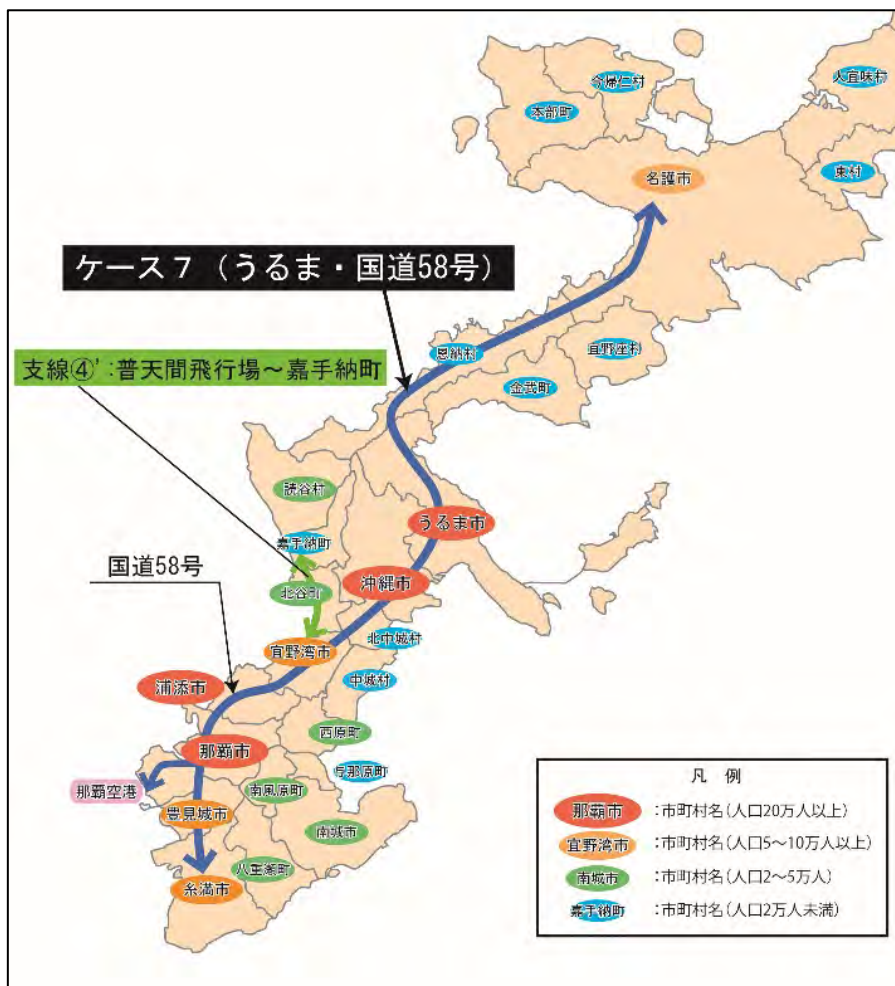 今帰仁村
大宜味村
本部町
東村
名護市
ケース7 (うるま・国道58号)
恩納村
宜野座村
支線④':普天間飛行場~嘉手納町
金武町
読谷村
うるま市
嘉手納町
国道58号
沖縄市
北谷町
北中城村
宜野湾市
中城村
浦添市
西原町
那覇市
与那原町
那覇空港
南風原町
豊見城市
南城市
八重瀬町
糸満市
凡 例
那覇市 :市町村名(人口20万人以上)
宜野湾市 :市町村名(人口5~10万人以上)
南城市 :市町村名(人口2~5万人)
嘉手納町 :市町村名(人口2万人未満)